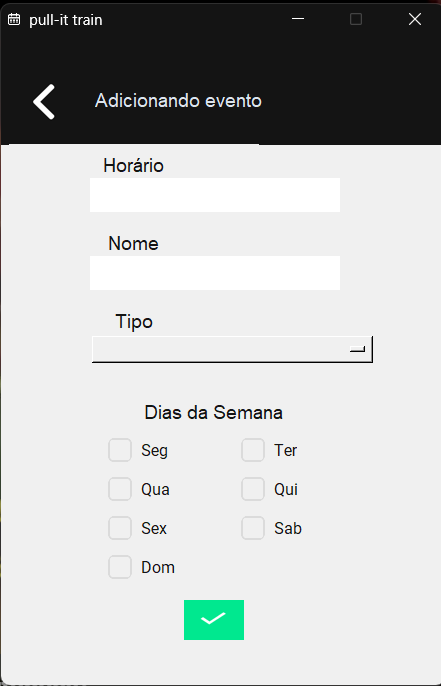 pull-it train
Adicionando evento
Horário
Nome
Tipo
Dias da Semana
Seg Ter
Qua Qui
Sex Sab
Dom